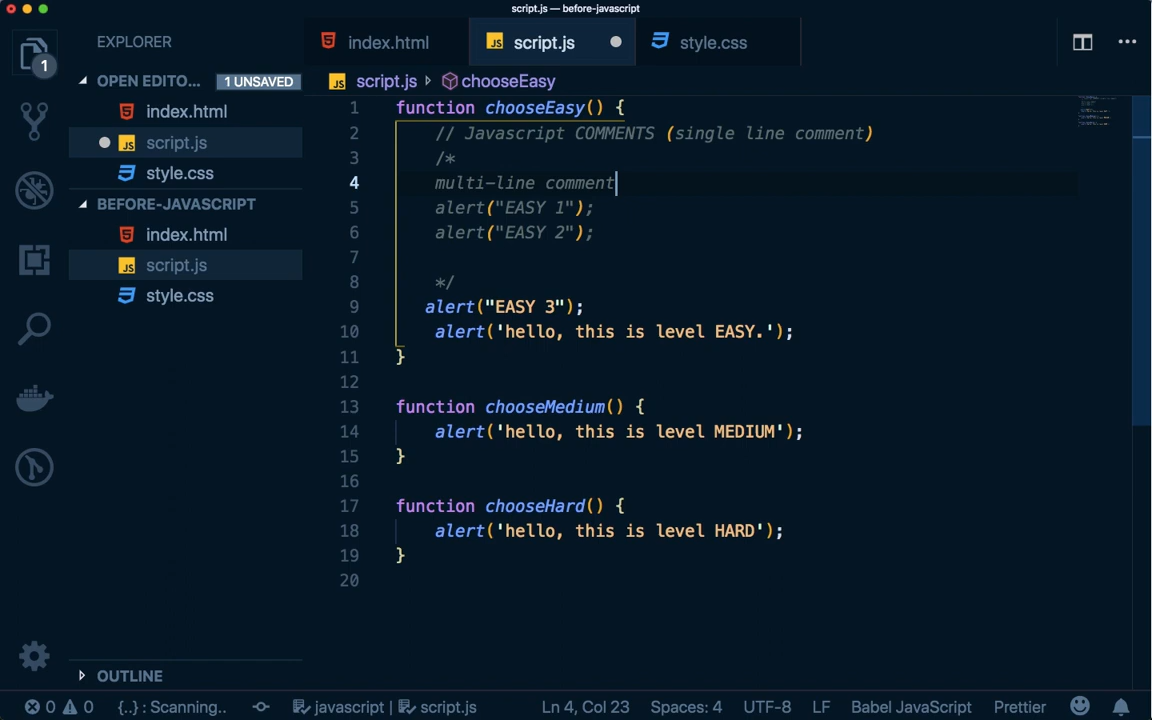 script.js — before-javascript
EXPLORER
1
OPEN EDITO... 1 UNSAVED
index.html
script.js
style.css
BEFORE-JAVASCRIPT
index.html
script.js
style.css
OUTLINE
index.html script.js style.css
script.js chooseEasy
1 function chooseEasy() {
2 // Javascript COMMENTS (single line comment)
3 /*
4 multi-line comment
5 alert("EASY 1");
6 alert("EASY 2");
7
8 */
9 alert("EASY 3");
10 alert('hello, this is level EASY.');
11 }
12
13 function chooseMedium() {
14 alert('hello, this is level MEDIUM');
15 }
16
17 function chooseHard() {
18 alert('hello, this is level HARD');
19 }
20
0 0 {..} : Scanning.. javascript | script.js Ln 4, Col 23 Spaces: 4 UTF-8 LF Babel JavaScript Prettier